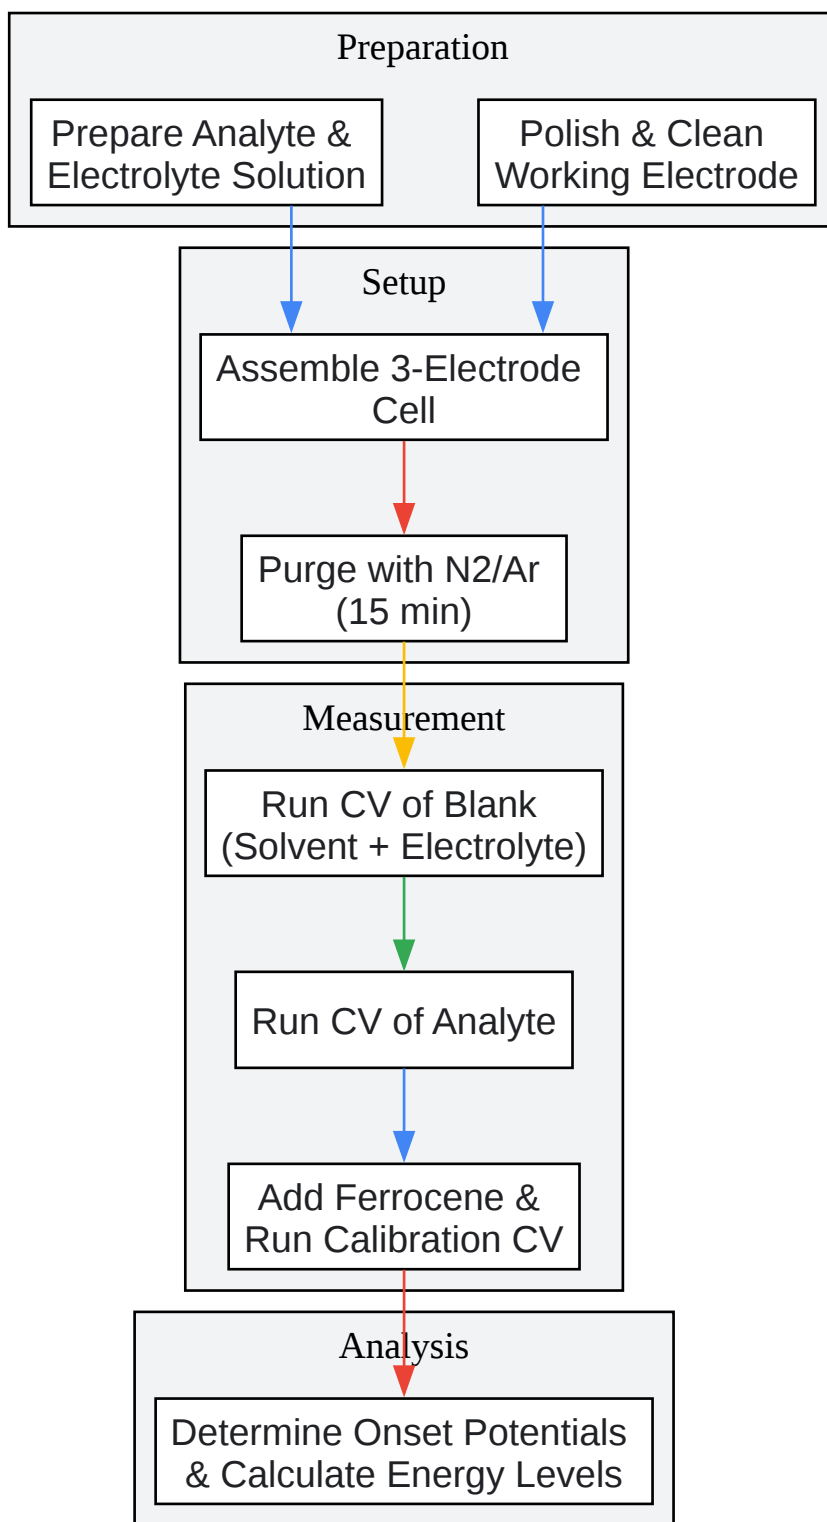 Preparation
Prepare Analyte &
Electrolyte Solution
Polish & Clean
Working Electrode
Setup
Assemble 3-Electrode
Cell
Purge with N2/Ar
(15 min)
Measurement
Run CV of Blank
(Solvent + Electrolyte)
Run CV of Analyte
Add Ferrocene &
Run Calibration CV
Analysis
Determine Onset Potentials
& Calculate Energy Levels